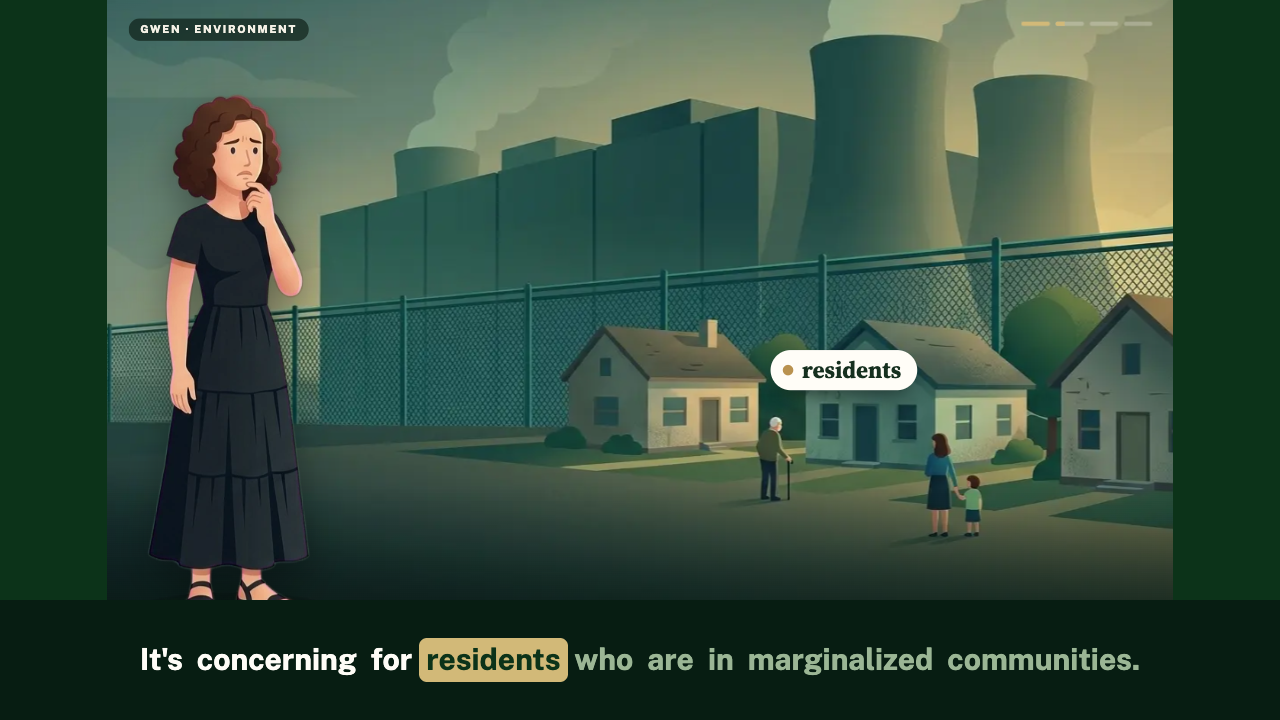 GWEN · ENVIRONMENT
residents
It's concerning for residents who are in marginalized communities.